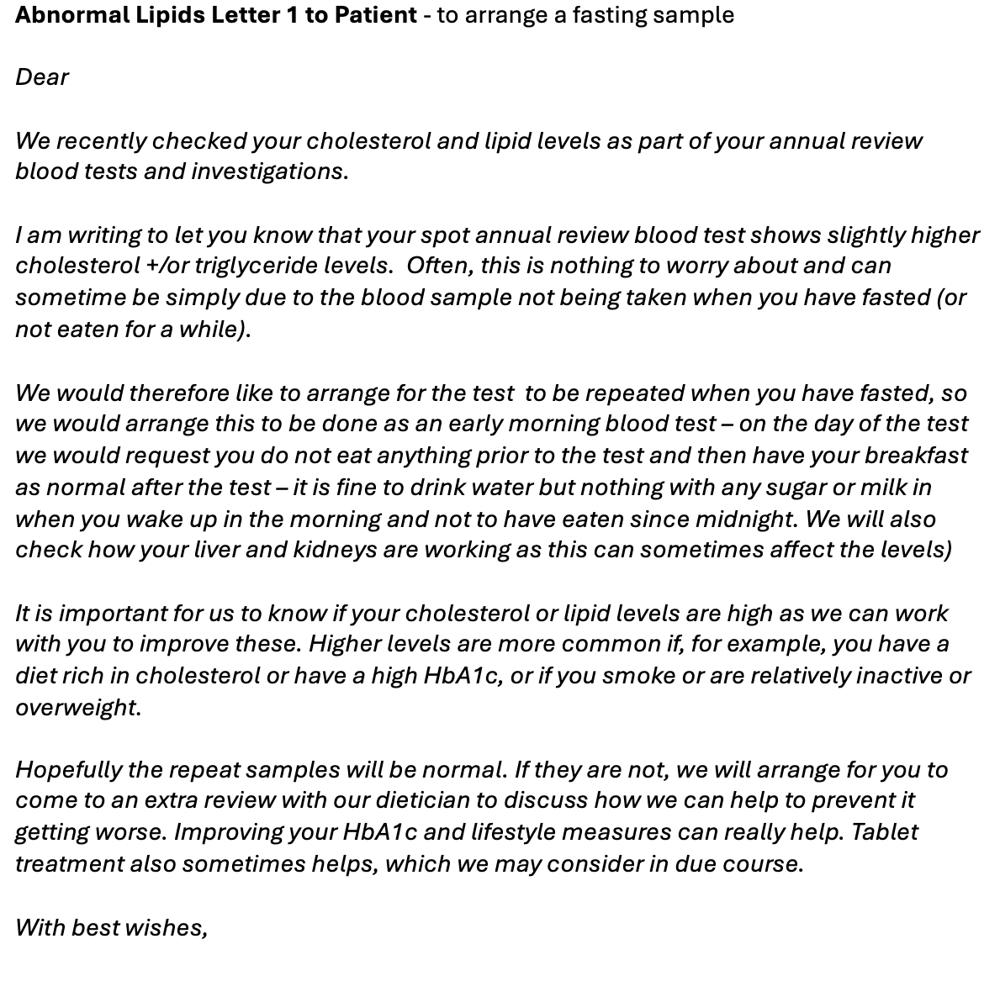 Abnormal Lipids Letter 1 to Patient - to arrange a fasting sample
Dear
We recently checked your cholesterol and lipid levels as part of your annual review
blood tests and investigations.
I am writing to let you know that your spot annual review blood test shows slightly higher
cholesterol +/or triglyceride levels.  Often, this is nothing to worry about and can
sometime be simply due to the blood sample not being taken when you have fasted (or
not eaten for a while).
We would therefore like to arrange for the test  to be repeated when you have fasted, so
we would arrange this to be done as an early morning blood test – on the day of the test
we would request you do not eat anything prior to the test and then have your breakfast
as normal after the test – it is fine to drink water but nothing with any sugar or milk in
when you wake up in the morning and not to have eaten since midnight. We will also
check how your liver and kidneys are working as this can sometimes affect the levels)
It is important for us to know if your cholesterol or lipid levels are high as we can work
with you to improve these. Higher levels are more common if, for example, you have a
diet rich in cholesterol or have a high HbA1c, or if you smoke or are relatively inactive or
overweight.
Hopefully the repeat samples will be normal. If they are not, we will arrange for you to
come to an extra review with our dietician to discuss how we can help to prevent it
getting worse. Improving your HbA1c and lifestyle measures can really help. Tablet
treatment also sometimes helps, which we may consider in due course.
With best wishes,